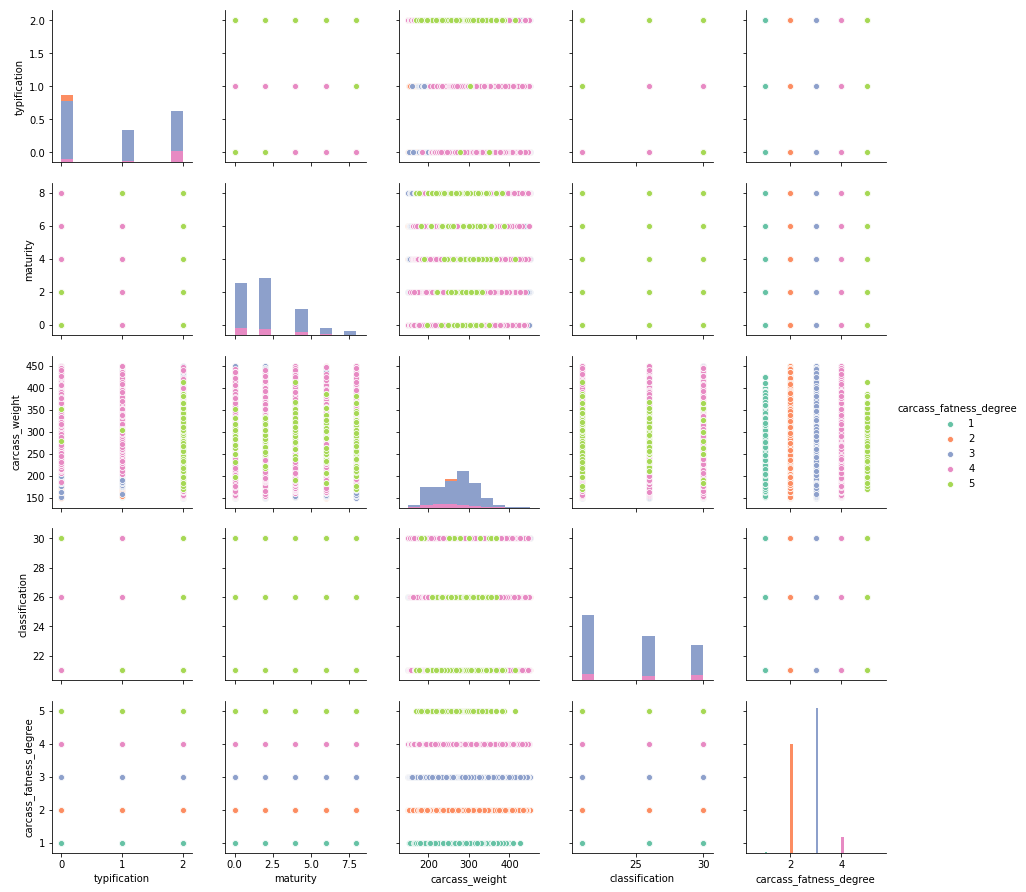 2.0
1.5
1.0
0.5
0.0
typification
8
6
4
2
0
maturity
450
400
350
300
250
200
150
carcass_weight
carcass_fatness_degree
1
2
3
4
5
30
28
26
24
22
classification
5
4
3
2
1
carcass_fatness_degree
0 1 2
0.0 2.5 5.0 7.5
200 300 400
25 30
2 4
typification
maturity
carcass_weight
classification
carcass_fatness_degree